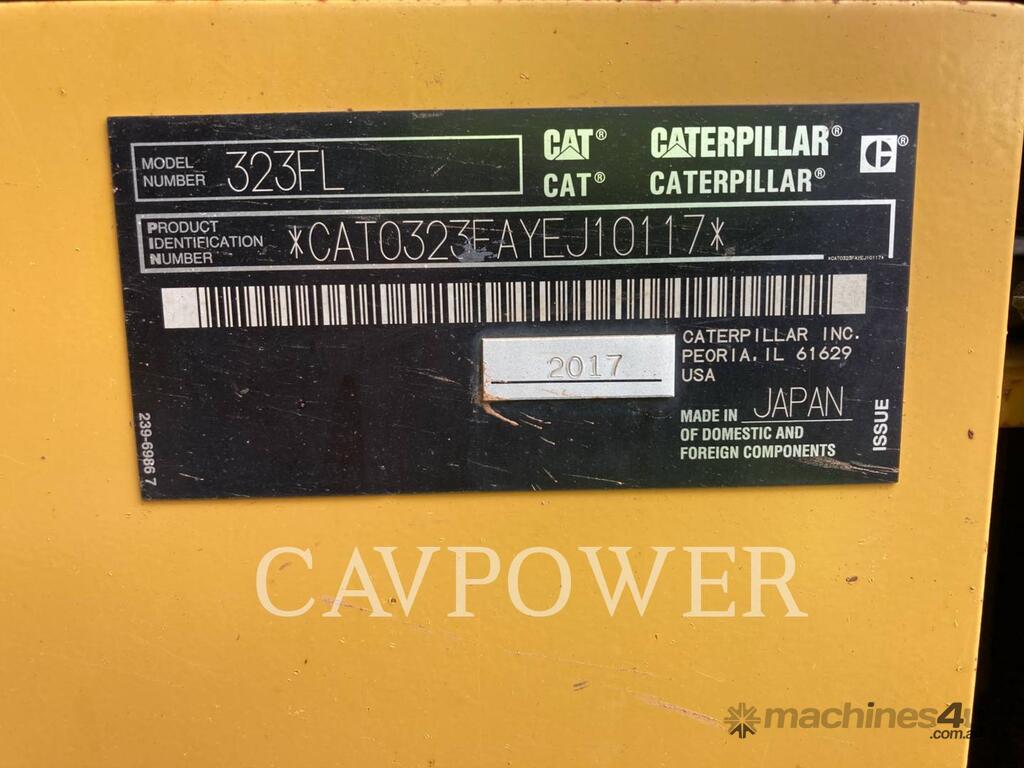 MODEL
NUMBER 323FL
CAT® CATERPILLAR®
CAT® CATERPILLAR®
PRODUCT
IDENTIFICATION
NUMBER
*CAT0323FAYEJ10117*
*CAT0323FAYEJ10117*
2017
CATERPILLAR INC.
PEORIA, IL 61629
USA
MADE IN JAPAN
OF DOMESTIC AND
FOREIGN COMPONENTS
ISSUE
239-6986 7
CAVPOWER
machines4u
.com.au